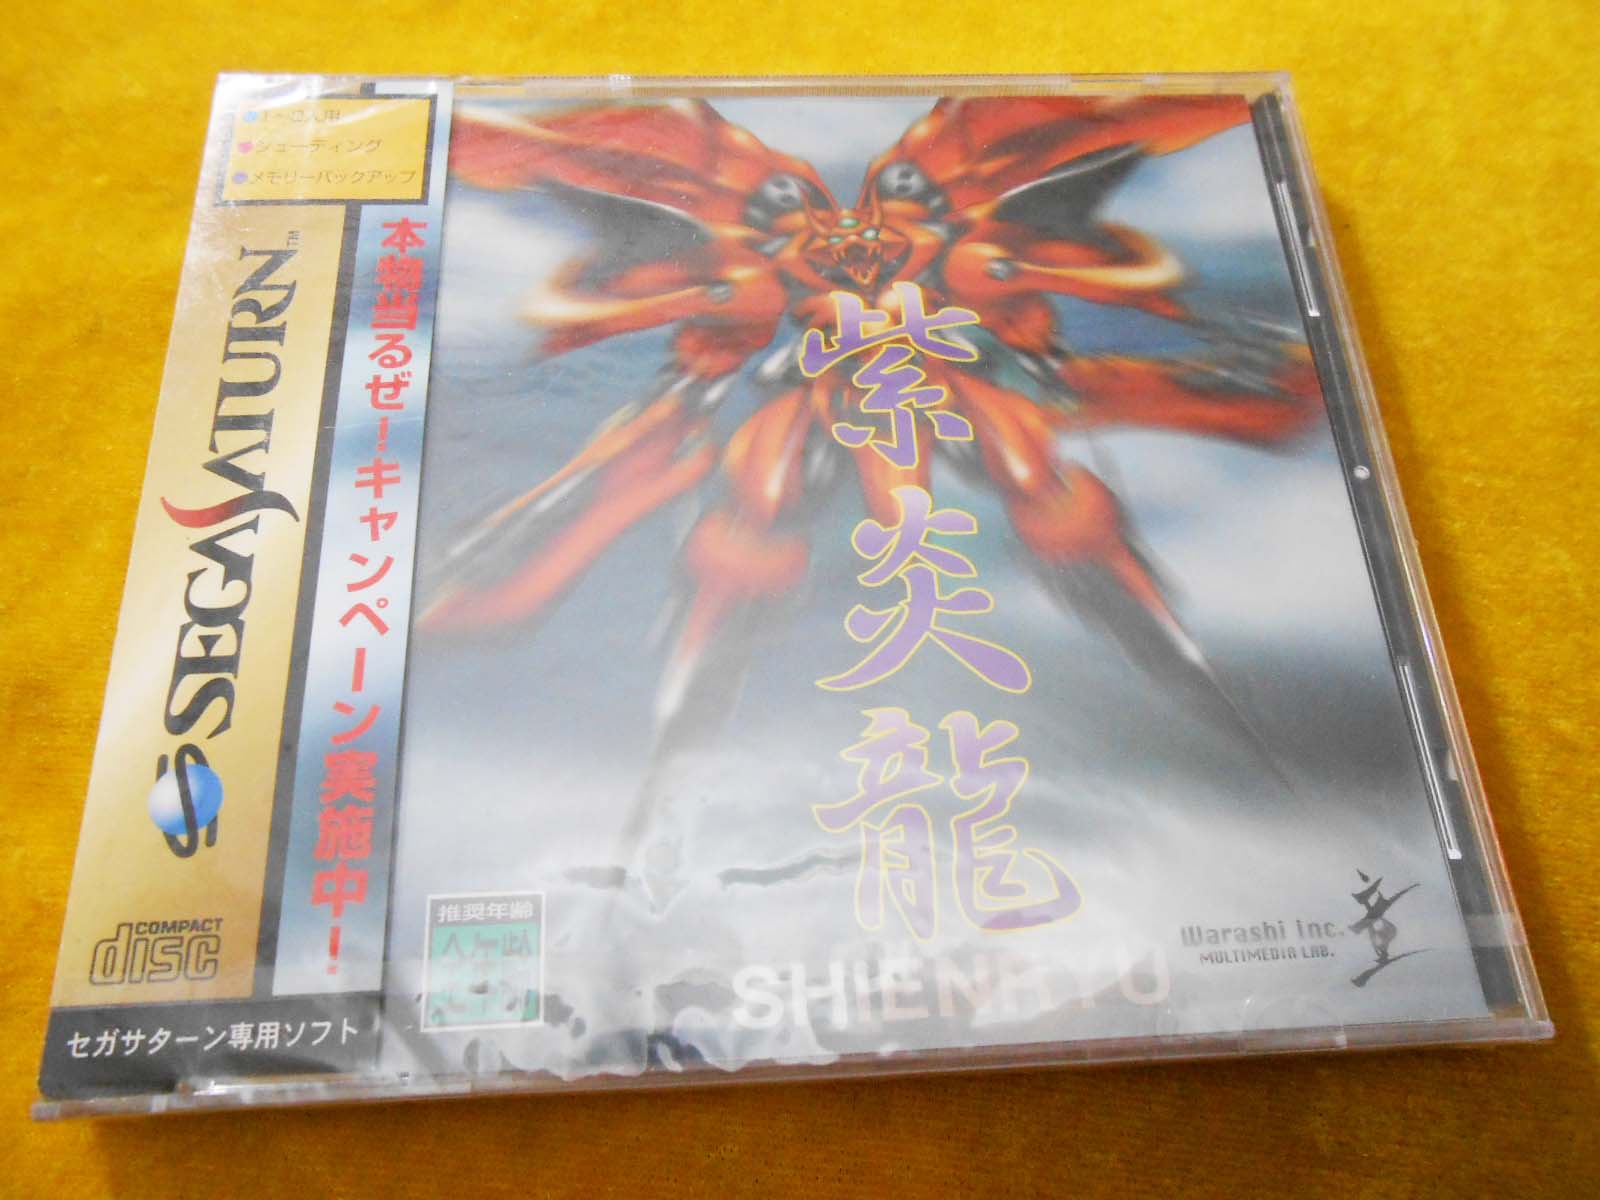 1~2人用
シューティング
メモリーバックアップ
SEGA SATURN™
COMPACT
disc
本物当るぜ！キャンペーン実施中！
セガサターン専用ソフト
紫炎龍
SHIENRYU
推奨年齢
Warashi Inc.
MULTIMEDIA LAB.
童